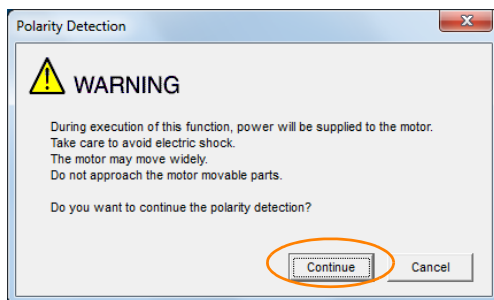 Polarity Detection
WARNING
During execution of this function, power will be supplied to the motor.
Take care to avoid electric shock.
The motor may move widely.
Do not approach the motor movable parts.
Do you want to continue the polarity detection?
Continue
Cancel